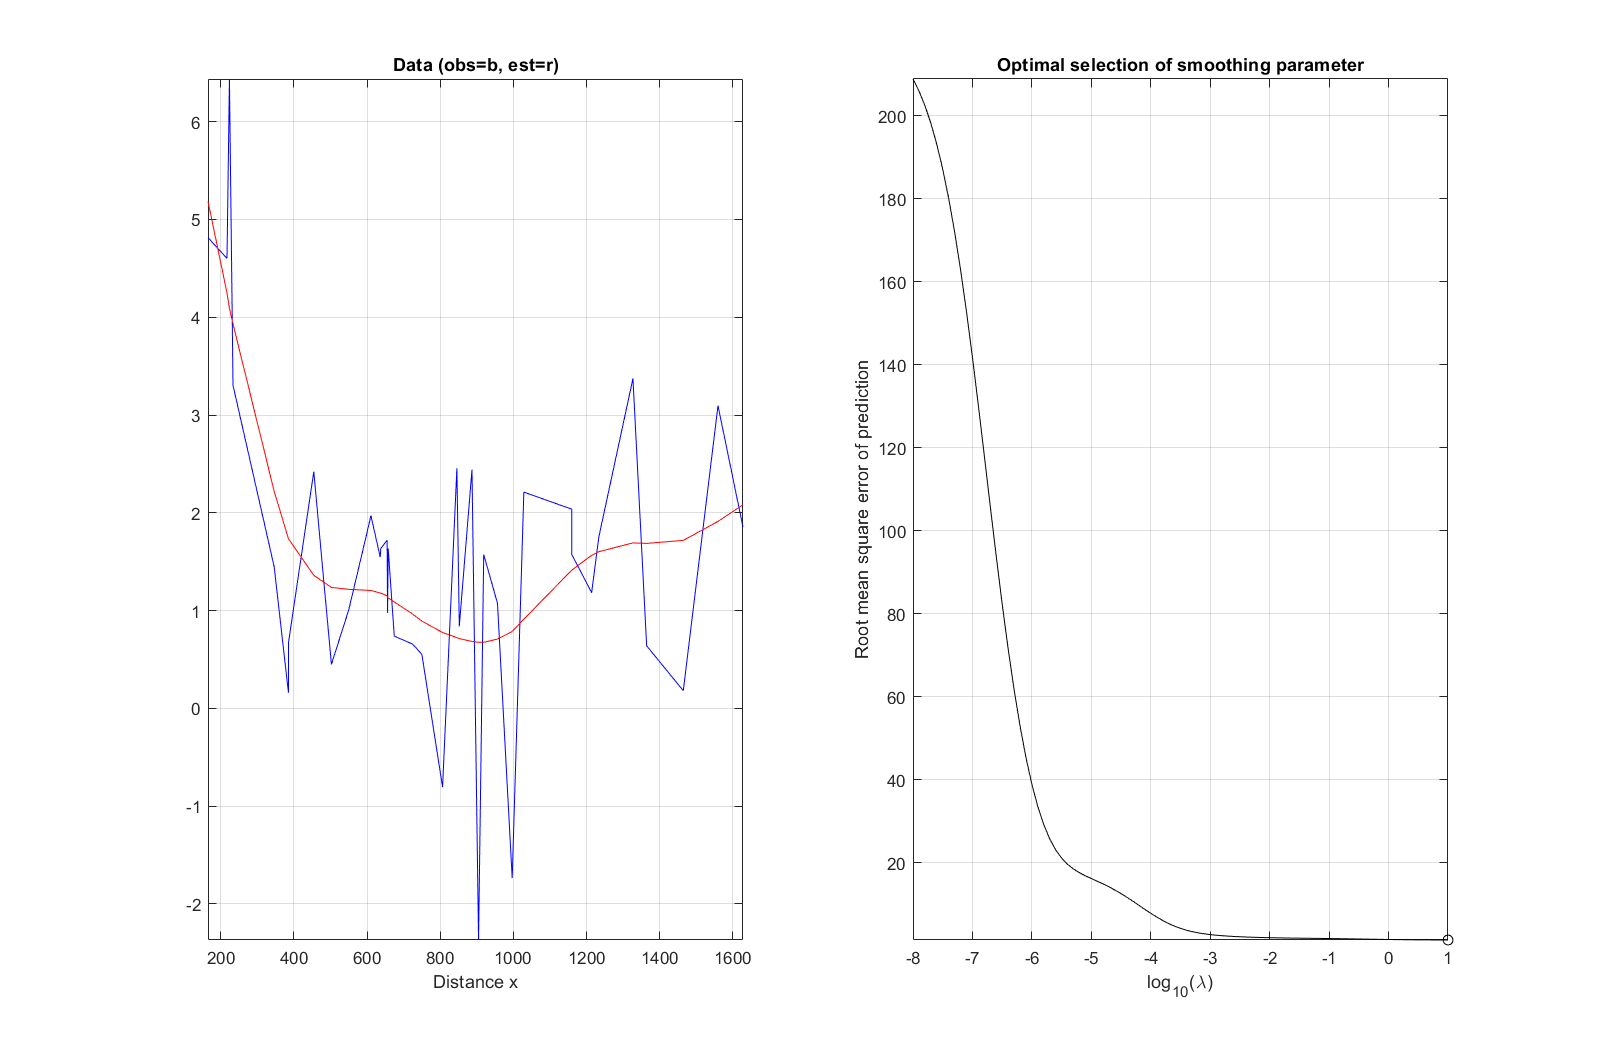 Data (obs=b, est=r)
6
5
4
3
2
1
0
-1
-2
200 400 600 800 1000 1200 1400 1600
Distance x
Optimal selection of smoothing parameter
Root mean square error of prediction
200
180
160
140
120
100
80
60
40
20
-8 -7 -6 -5 -4 -3 -2 -1 0 1
log10(λ)